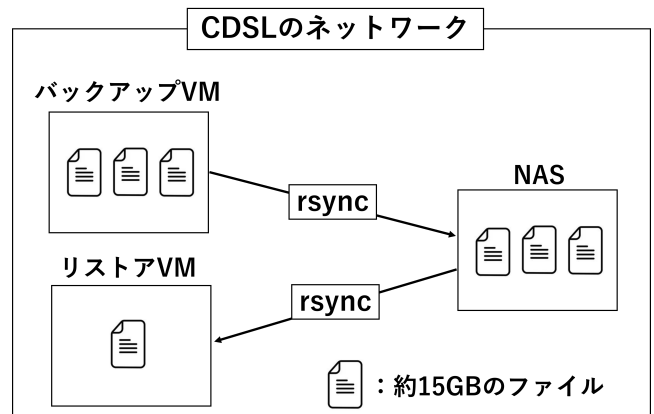 CDSLのネットワーク
バックアップVM
rsync
NAS
リストアVM
rsync
：約15GBのファイル